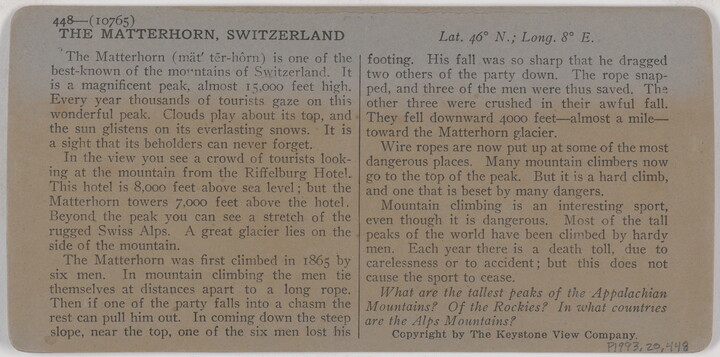 448—(10765)
THE MATTERHORN, SWITZERLAND
Lat. 46° N.; Long. 8° E.
The Matterhorn (mät′ tēr-hôrn) is one of the
best-known of the mountains of Switzerland. It
is a magnificent peak, almost 15,000 feet high.
Every year thousands of tourists gaze on this
wonderful peak. Clouds play about its top, and
the sun glistens on its everlasting snows. It is
a sight that its beholders can never forget.
In the view you see a crowd of tourists look-
ing at the mountain from the Riffelburg Hotel.
This hotel is 8,000 feet above sea level; but the
Matterhorn towers 7,000 feet above the hotel.
Beyond the peak you can see a stretch of the
rugged Swiss Alps. A great glacier lies on the
side of the mountain.
The Matterhorn was first climbed in 1865 by
six men. In mountain climbing the men tie
themselves at distances apart to a long rope.
Then if one of the party falls into a chasm the
rest can pull him out. In coming down the steep
slope, near the top, one of the six men lost his
footing. His fall was so sharp that he dragged
two others of the party down. The rope snap-
ped, and three of the men were thus saved. The
other three were crushed in their awful fall.
They fell downward 4000 feet—almost a mile—
toward the Matterhorn glacier.
Wire ropes are now put up at some of the most
dangerous places. Many mountain climbers now
go to the top of the peak. But it is a hard climb,
and one that is beset by many dangers.
Mountain climbing is an interesting sport,
even though it is dangerous. Most of the tall
peaks of the world have been climbed by hardy
men. Each year there is a death toll, due to
carelessness or to accident; but this does not
cause the sport to cease.
What are the tallest peaks of the Appalachian
Mountains? Of the Rockies? In what countries
are the Alps Mountains?
Copyright by The Keystone View Company.
P1993.20.448